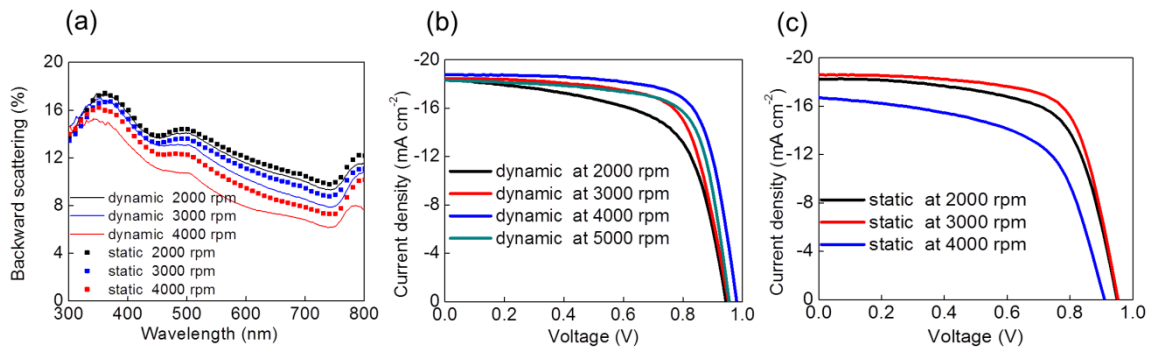 (a)
20
16
12
8
4
0
Backward scattering (%)
dynamic 2000 rpm
dynamic 3000 rpm
dynamic 4000 rpm
static 2000 rpm
static 3000 rpm
static 4000 rpm
300 400 500 600 700 800
Wavelength (nm)
(b)
-20
-16
-12
-8
-4
0
Current density (mA cm⁻²)
dynamic at 2000 rpm
dynamic at 3000 rpm
dynamic at 4000 rpm
dynamic at 5000 rpm
0.0 0.2 0.4 0.6 0.8 1.0
Voltage (V)
(c)
-20
-16
-12
-8
-4
0
Current density (mA cm⁻²)
static at 2000 rpm
static at 3000 rpm
static at 4000 rpm
0.0 0.2 0.4 0.6 0.8 1.0
Voltage (V)